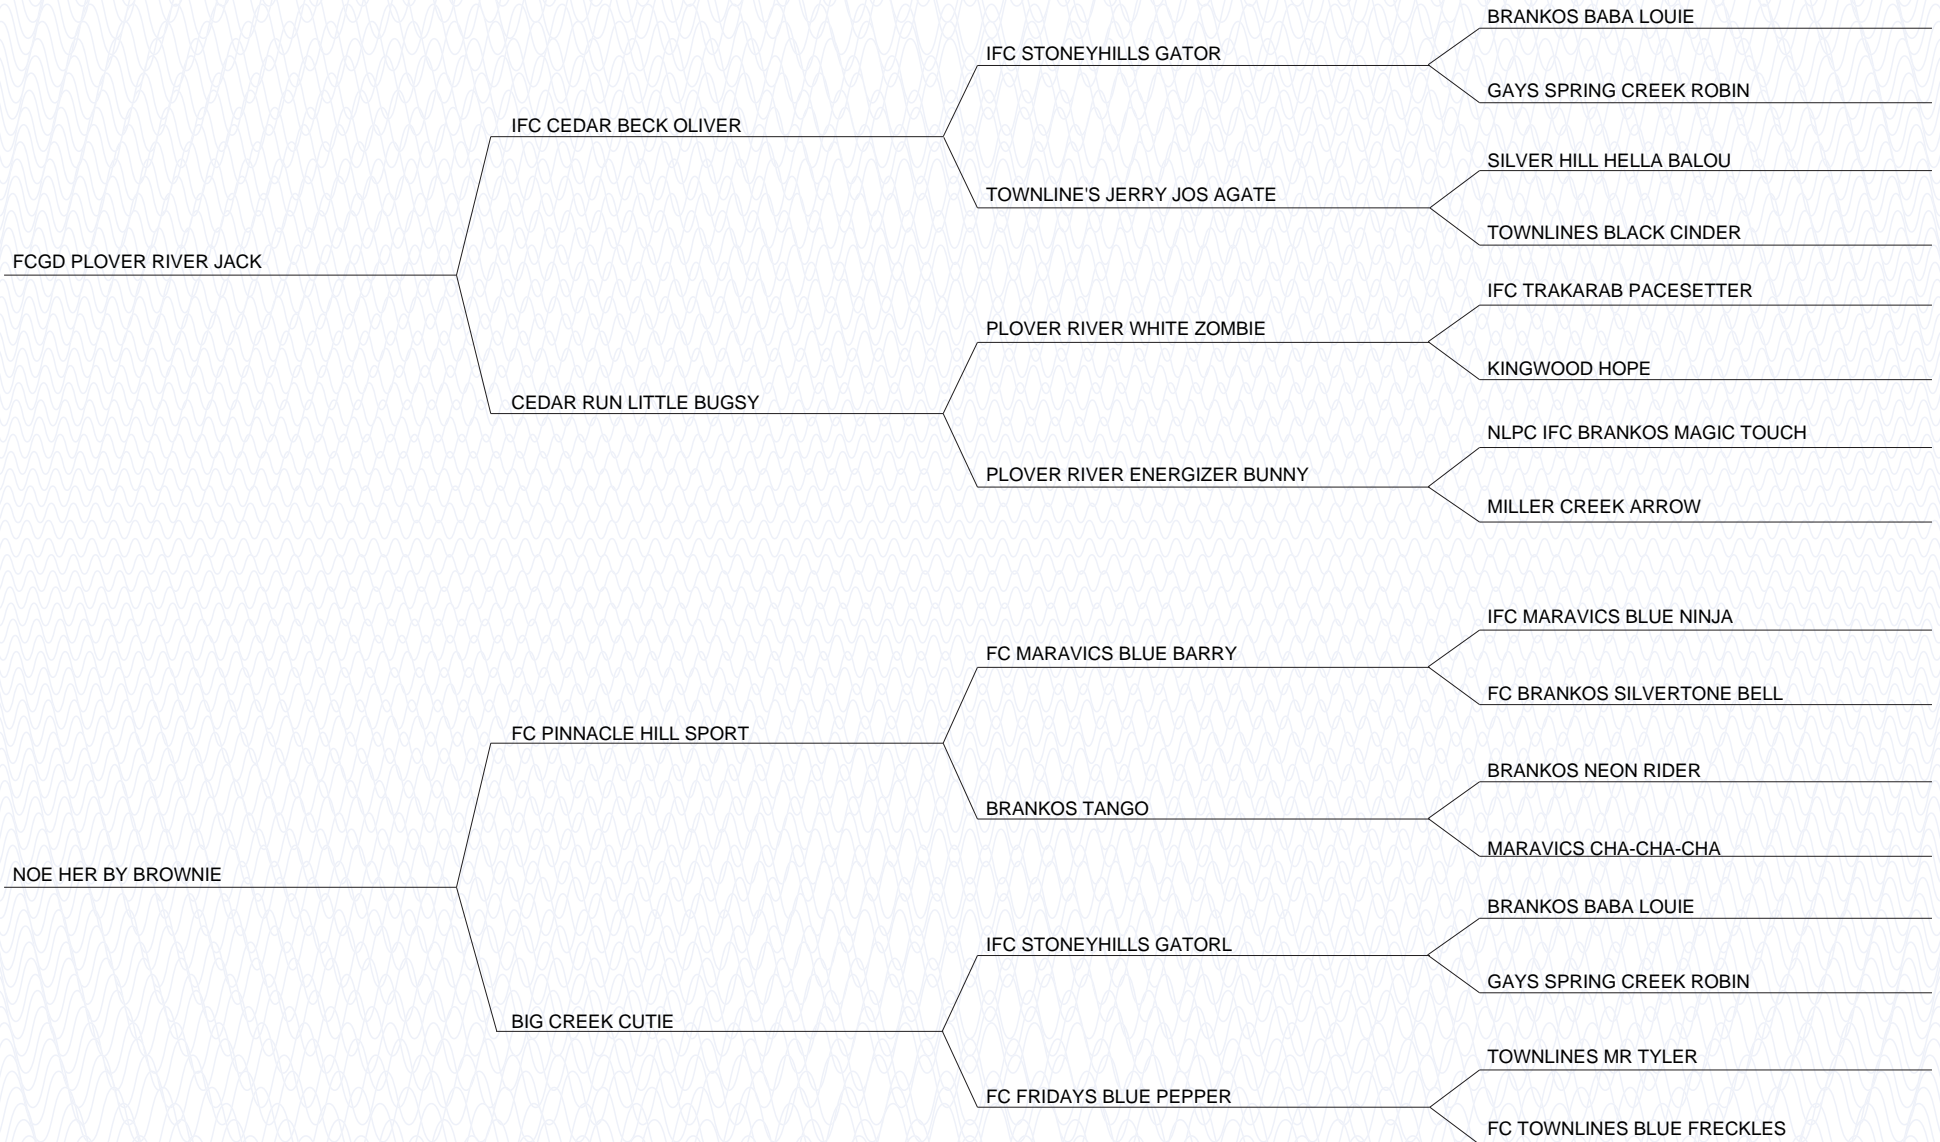 BRANKOS BABA LOUIE
IFC STONEYHILLS GATOR
GAYS SPRING CREEK ROBIN
IFC CEDAR BECK OLIVER
SILVER HILL HELLA BALOU
TOWNLINE'S JERRY JOS AGATE
TOWNLINES BLACK CINDER
FCGD PLOVER RIVER JACK
IFC TRAKARAB PACESETTER
PLOVER RIVER WHITE ZOMBIE
KINGWOOD HOPE
CEDAR RUN LITTLE BUGSY
NLPC IFC BRANKOS MAGIC TOUCH
PLOVER RIVER ENERGIZER BUNNY
MILLER CREEK ARROW
IFC MARAVICS BLUE NINJA
FC MARAVICS BLUE BARRY
FC BRANKOS SILVERTONE BELL
FC PINNACLE HILL SPORT
BRANKOS NEON RIDER
BRANKOS TANGO
MARAVICS CHA-CHA-CHA
NOE HER BY BROWNIE
BRANKOS BABA LOUIE
IFC STONEYHILLS GATORL
GAYS SPRING CREEK ROBIN
BIG CREEK CUTIE
TOWNLINES MR TYLER
FC FRIDAYS BLUE PEPPER
FC TOWNLINES BLUE FRECKLES